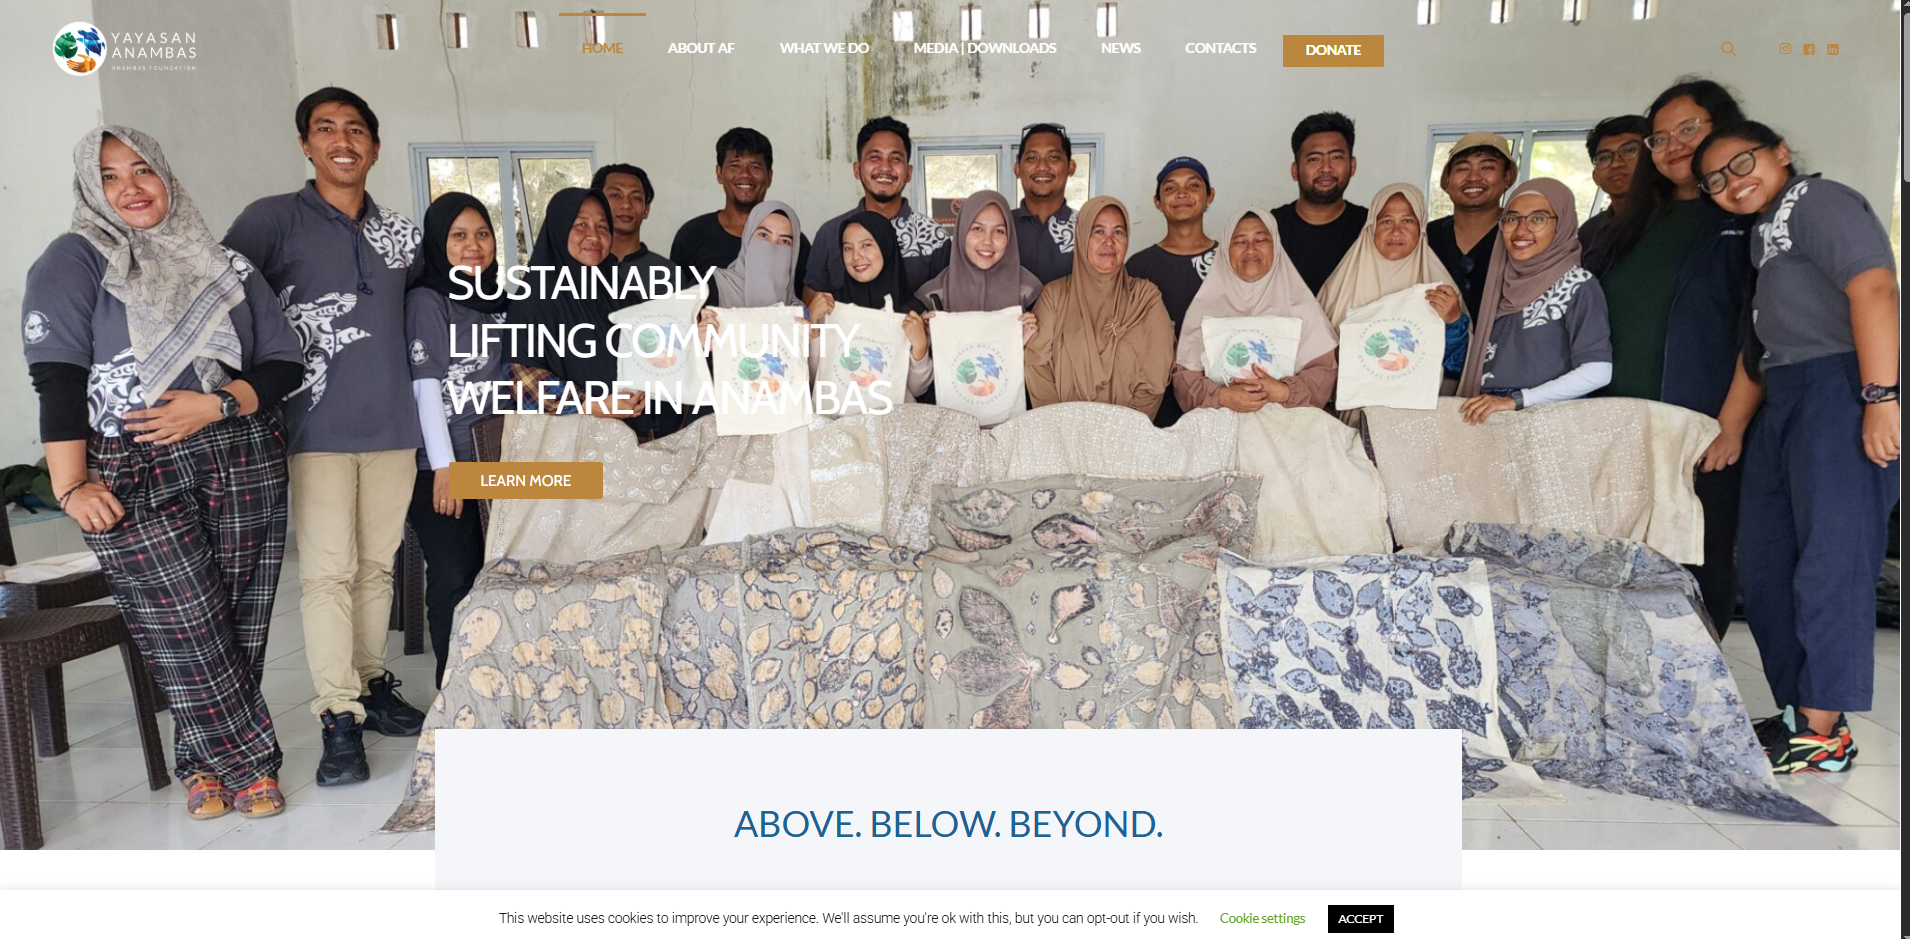 YAYASAN
ANAMBAS
ANAMBAS FOUNDATION
HOME
ABOUT AF
WHAT WE DO
MEDIA | DOWNLOADS
NEWS
CONTACTS
DONATE
SUSTAINABLY
LIFTING COMMUNITY
WELFARE IN ANAMBAS
LEARN MORE
ABOVE. BELOW. BEYOND.
This website uses cookies to improve your experience. We'll assume you're ok with this, but you can opt-out if you wish.
Cookie settings
ACCEPT